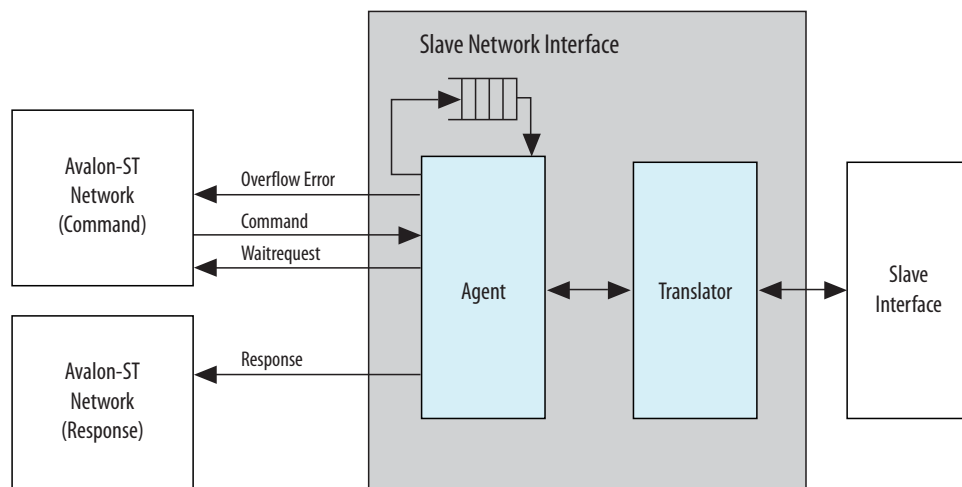 Slave Network Interface
Avalon-ST
Network
(Command)
Overflow Error
Command
Waitrequest
Agent
Translator
Slave
Interface
Avalon-ST
Network
(Response)
Response